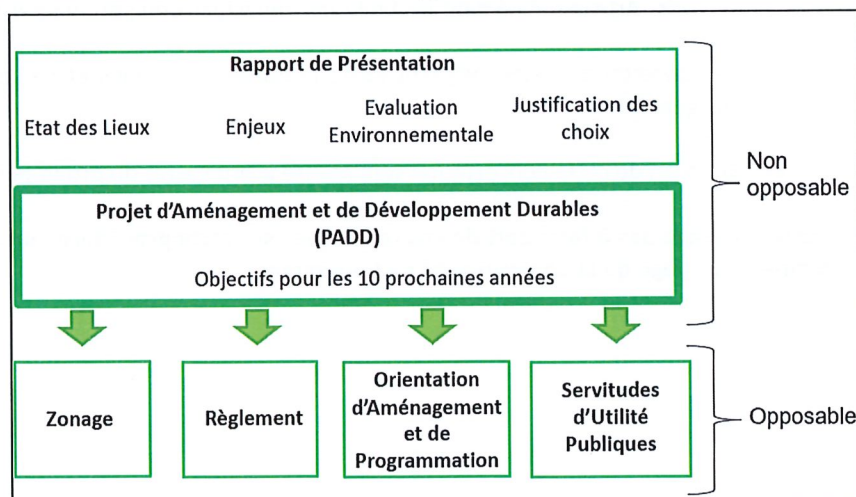 Rapport de Présentation
Etat des Lieux
Enjeux
Evaluation
Environnementale
Justification des
choix
Projet d'Aménagement et de Développement Durables
(PADD)
Objectifs pour les 10 prochaines années
Non
opposable
Zonage
Règlement
Orientation
d'Aménagement
et de
Programmation
Servitudes
d'Utilité
Publiques
Opposable